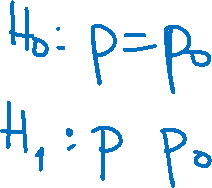 H₀: p = p₀
H₁: p p₀